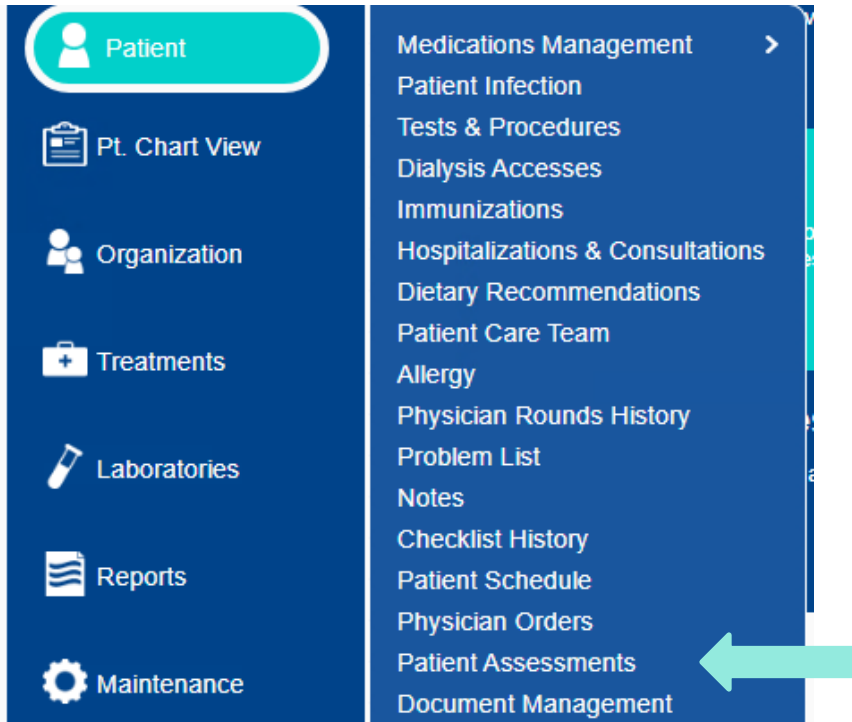 Patient
Pt. Chart View
Organization
Treatments
Laboratories
Reports
Maintenance
Medications Management
Patient Infection
Tests & Procedures
Dialysis Accesses
Immunizations
Hospitalizations & Consultations
Dietary Recommendations
Patient Care Team
Allergy
Physician Rounds History
Problem List
Notes
Checklist History
Patient Schedule
Physician Orders
Patient Assessments
Document Management